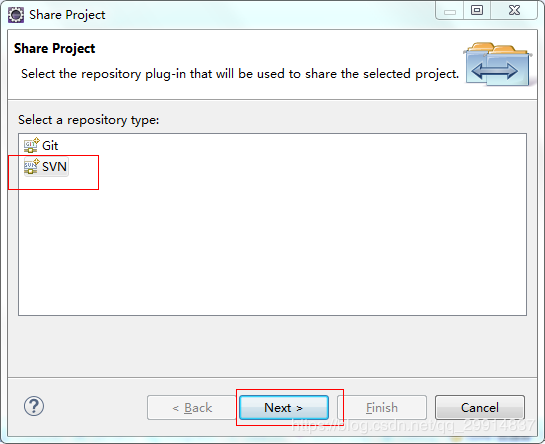 Share Project
Share Project
Select the repository plug-in that will be used to share the selected project.
Select a repository type:
Git
SVN
< Back
Next >
Finish
Cancel
https://blog.csdn.net/qq_29914837